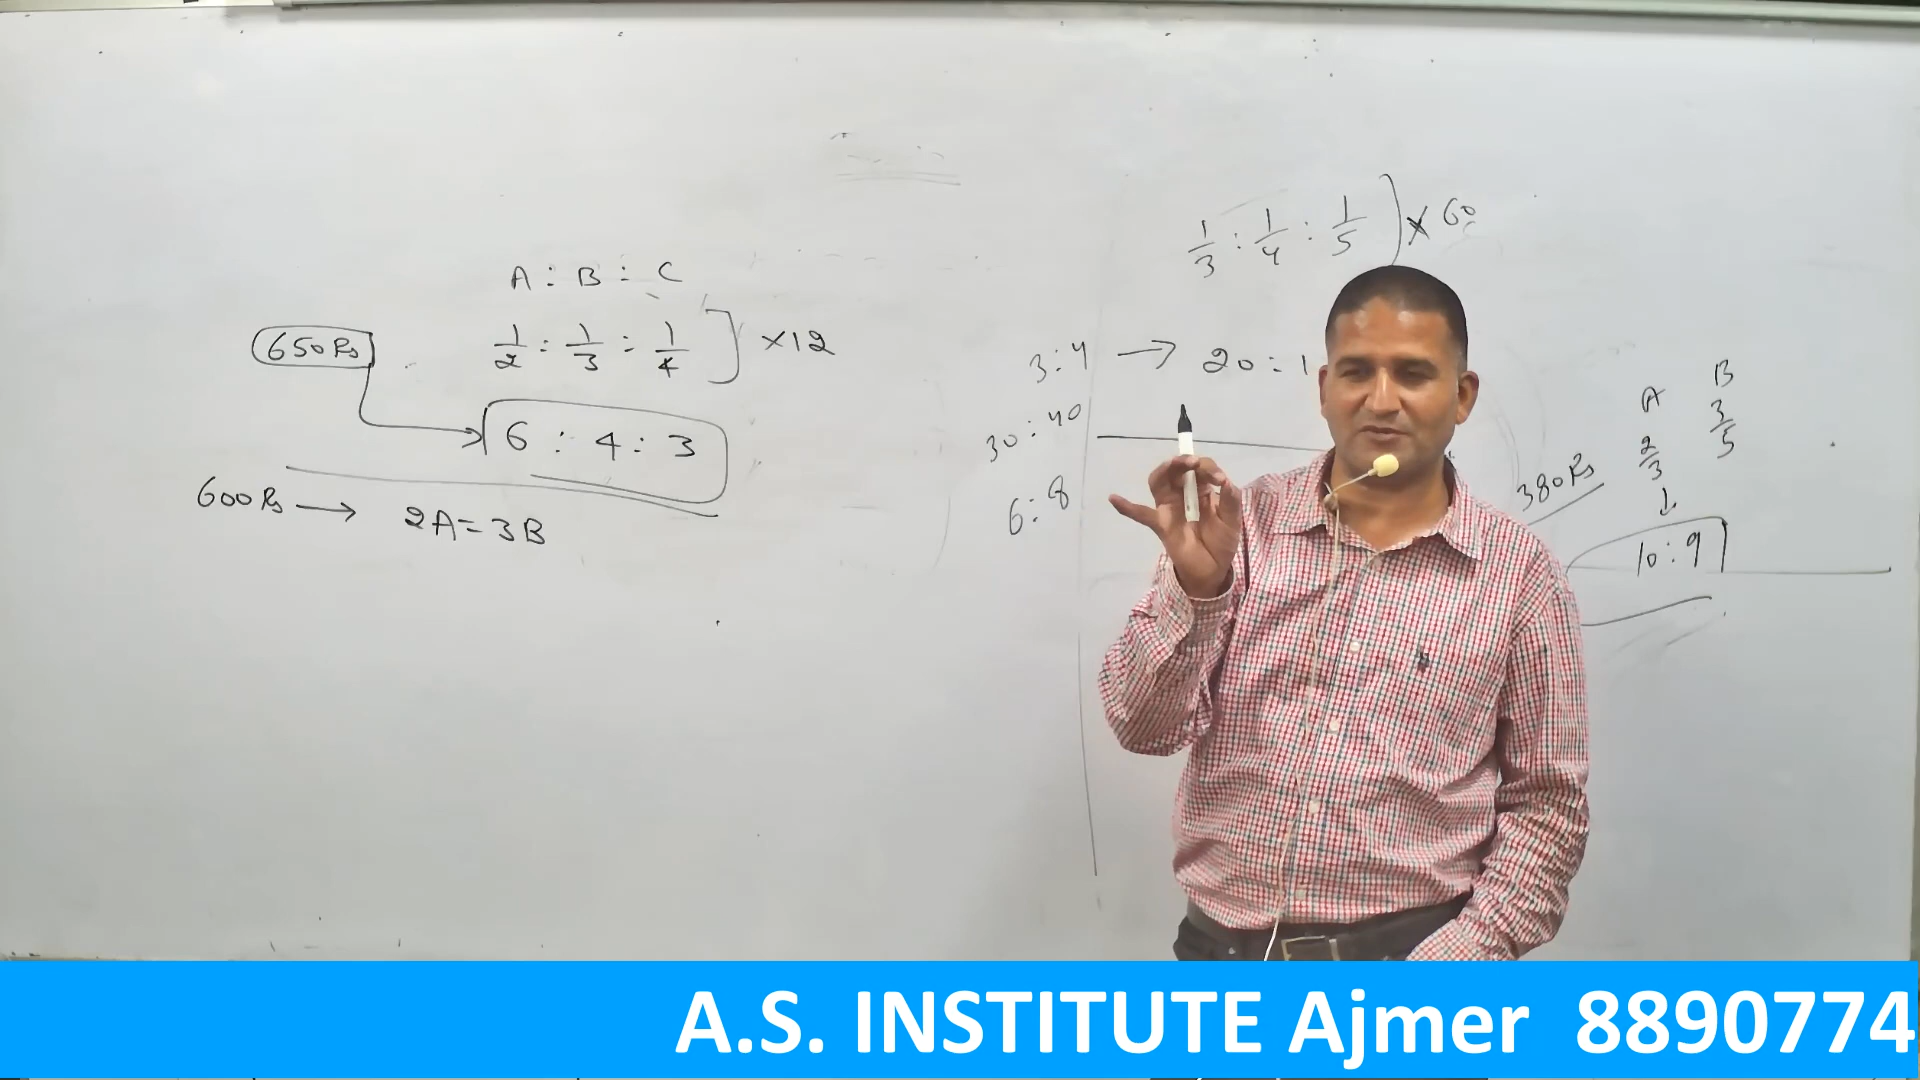 A : B : C
650 Rs
1/2 : 1/3 : 1/4 ] ×12
6 : 4 : 3
600 Rs → 2A = 3B
1/3 : 1/4 : 1/5 ) × 60
3:4 → 20 : 1
30:40
6:8
A B
2/3 3/5
380 Rs
↓
10:9
A.S. INSTITUTE Ajmer 8890774